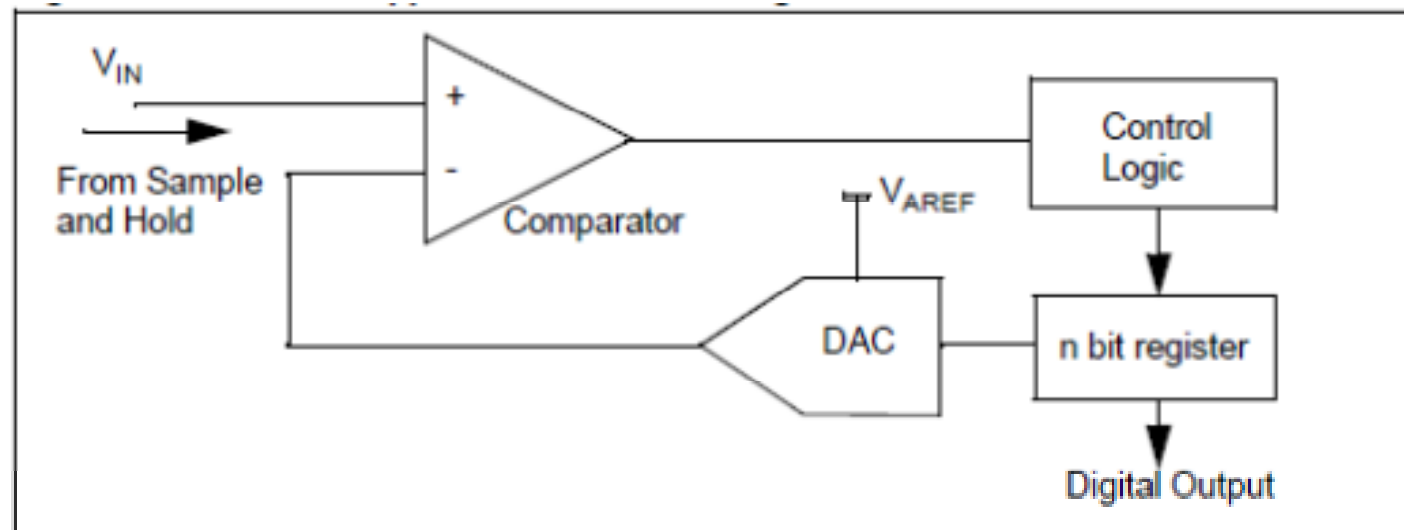 V_IN
+
Control
Logic
-
From Sample
and Hold
V_AREF
Comparator
DAC
n bit register
Digital Output